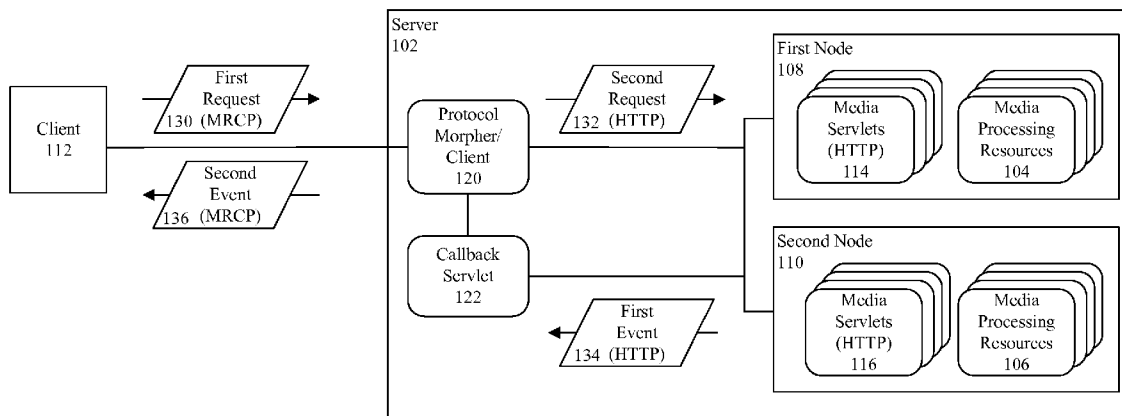 Server
102
First Node
108
First
Request
130 (MRCP)
Second
Request
132 (HTTP)
Client
112
Protocol
Morpher/
Client
120
Media
Servlets
(HTTP)
114
Media
Processing
Resources
104
Second
Event
136 (MRCP)
Callback
Servlet
122
Second Node
110
First
Event
134 (HTTP)
Media
Servlets
(HTTP)
116
Media
Processing
Resources
106